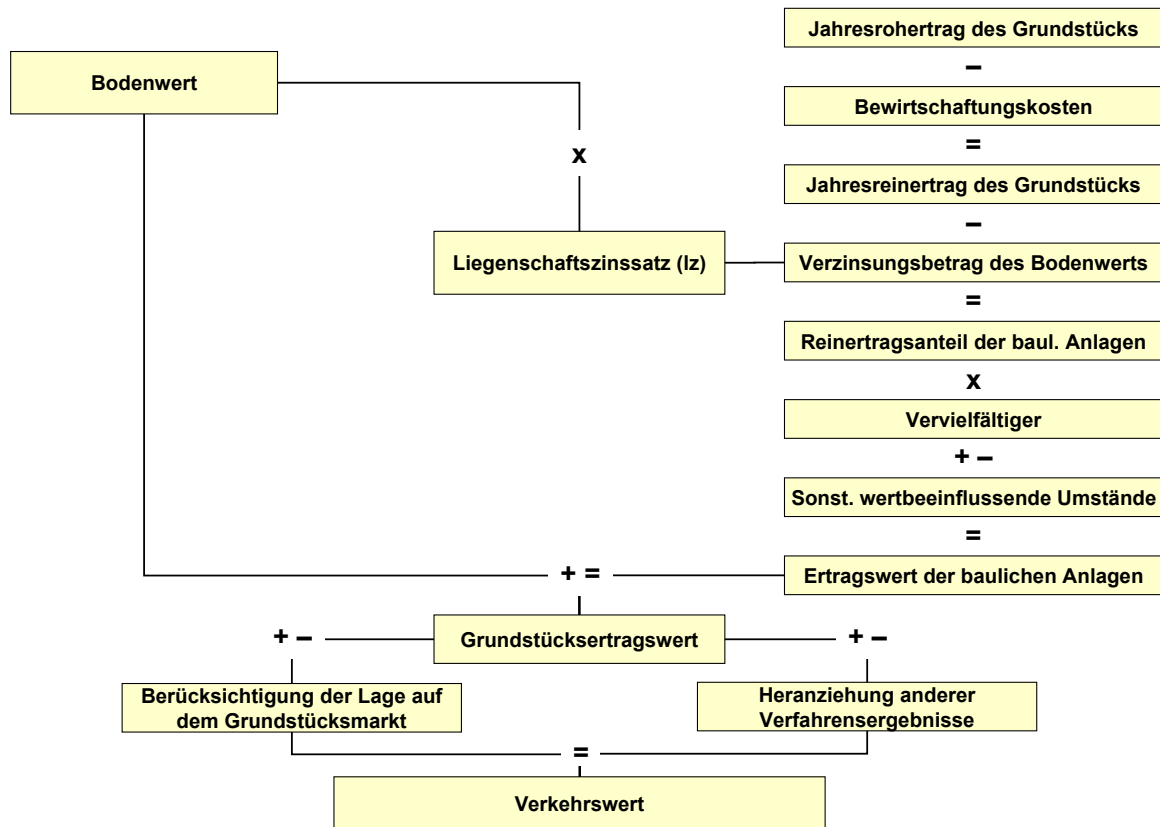 Jahresrohertrag des Grundstücks
–
Bodenwert
Bewirtschaftungskosten
=
x
Jahresreinertrag des Grundstücks
–
Liegenschaftszinssatz (lz)
Verzinsungsbetrag des Bodenwerts
=
Reinertragsanteil der baul. Anlagen
x
Vervielfältiger
+ –
Sonst. wertbeeinflussende Umstände
=
+ =
Ertragswert der baulichen Anlagen
+ –
Grundstücksertragswert
+ –
Berücksichtigung der Lage auf
dem Grundstücksmarkt
Heranziehung anderer
Verfahrensergebnisse
=
Verkehrswert